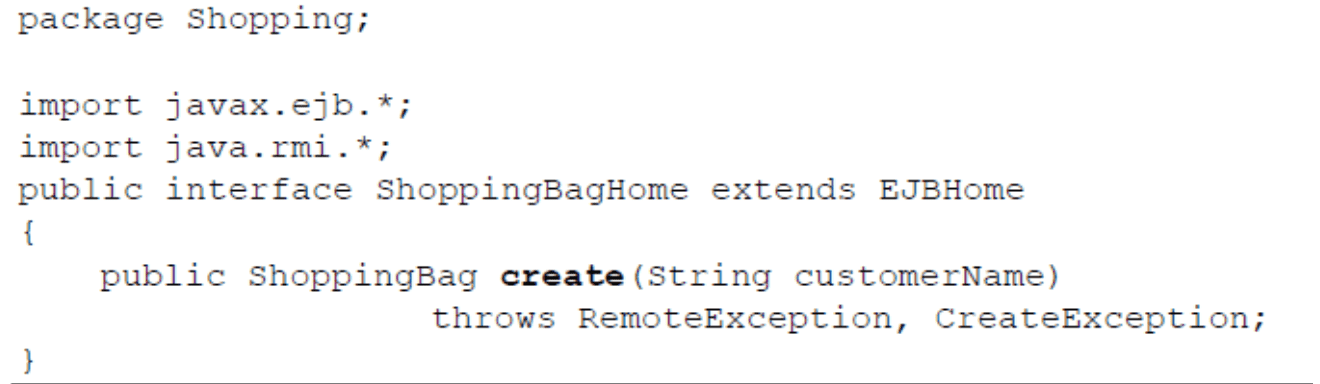 package Shopping;
import javax.ejb.*;
import java.rmi.*;
public interface ShoppingBagHome extends EJBHome
{
public ShoppingBag create(String customerName)
throws RemoteException, CreateException;
}